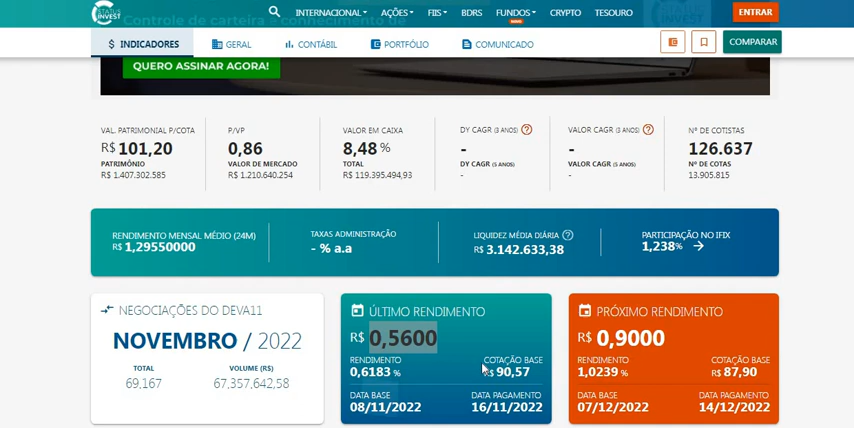 STATUS
INVEST
Controle de carteira e conhecimento de
INTERNACIONAL
AÇÕES
FIIS
BDRS
FUNDOS
CRYPTO
TESOURO
ENTRAR
$ INDICADORES
GERAL
CONTÁBIL
PORTFÓLIO
COMUNICADO
COMPARAR
QUERO ASSINAR AGORA!
VAL. PATRIMONIAL P/COTA
R$ 101,20
PATRIMÔNIO
R$ 1.407.302.585
P/VP
0,86
VALOR DE MERCADO
R$ 1.210.640.254
VALOR EM CAIXA
8,48 %
TOTAL
R$ 119.395.494,93
DY CAGR (3 ANOS) ?
-
DY CAGR (5 ANOS)
-
VALOR CAGR (3 ANOS) ?
-
VALOR CAGR (5 ANOS)
-
Nº DE COTISTAS
126.637
Nº DE COTAS
13.905.815
RENDIMENTO MENSAL MÉDIO (24M)
R$ 1,29550000
TAXAS ADMINISTRAÇÃO
- % a.a
LIQUIDEZ MÉDIA DIÁRIA ?
R$ 3.142.633,38
PARTICIPAÇÃO NO IFIX
1,238%
NEGOCIAÇÕES DO DEVA11
NOVEMBRO / 2022
TOTAL
69,167
VOLUME (R$)
67,357,642,58
ÚLTIMO RENDIMENTO
R$ 0,5600
RENDIMENTO
0,6183 %
COTAÇÃO BASE
R$ 90,57
DATA BASE
08/11/2022
DATA PAGAMENTO
16/11/2022
PRÓXIMO RENDIMENTO
R$ 0,9000
RENDIMENTO
1,0239 %
COTAÇÃO BASE
R$ 87,90
DATA BASE
07/12/2022
DATA PAGAMENTO
14/12/2022